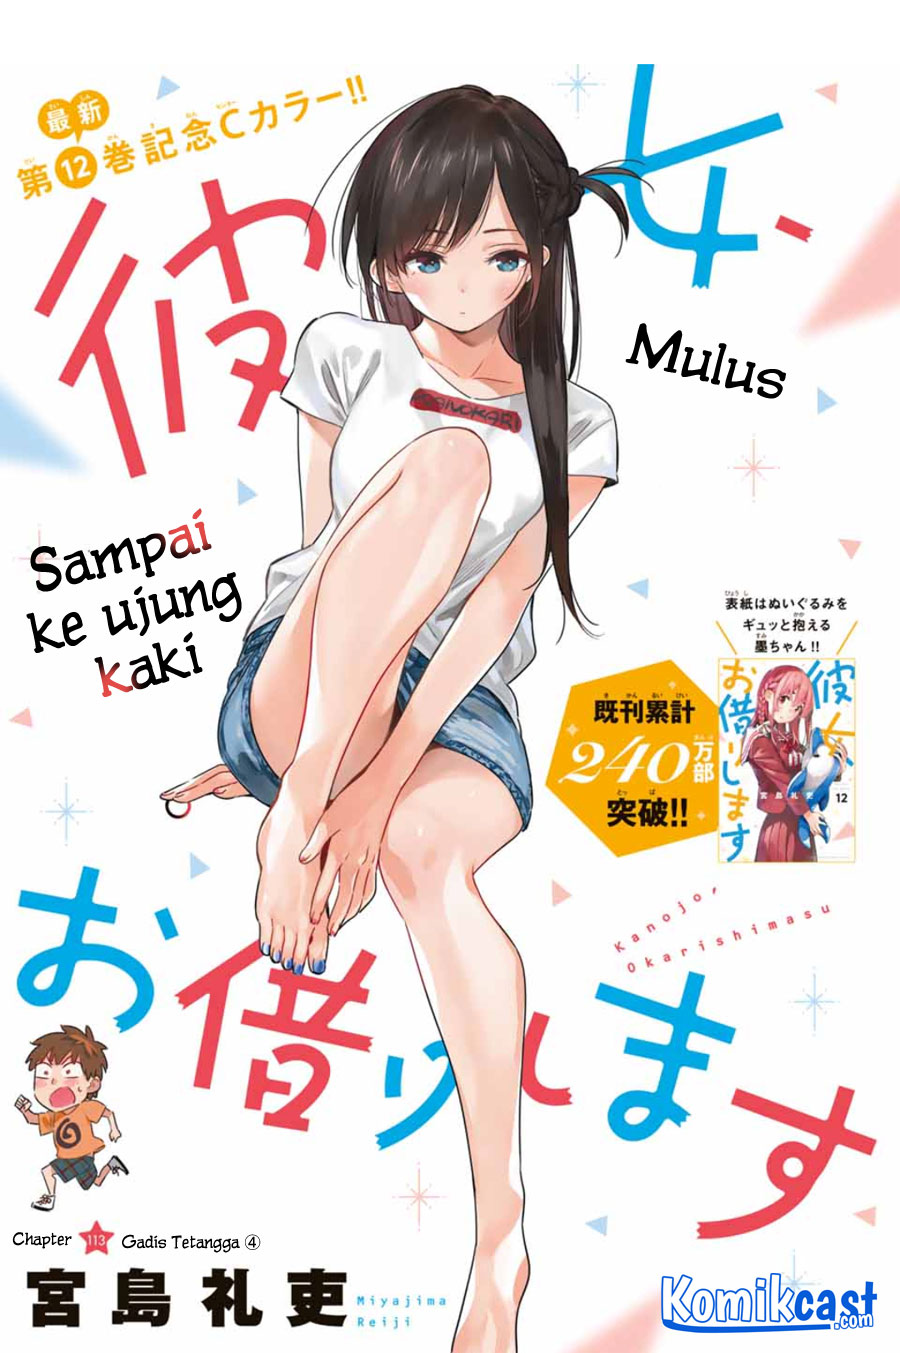 最新
第12巻記念Cカラー!!
彼女、
Mulus
Sampai
ke ujung
kaki
表紙はぬいぐるみを
ギュッと抱える
墨ちゃん!!
既刊累計
240万部
突破!!
彼女、
お借りします
宮島礼吏
12
Kanojo,
Okarishimasu
お借りします
Chapter 113 Gadis Tetangga ④
宮島礼吏
Miyajima
Reiji
Komikcast
.com